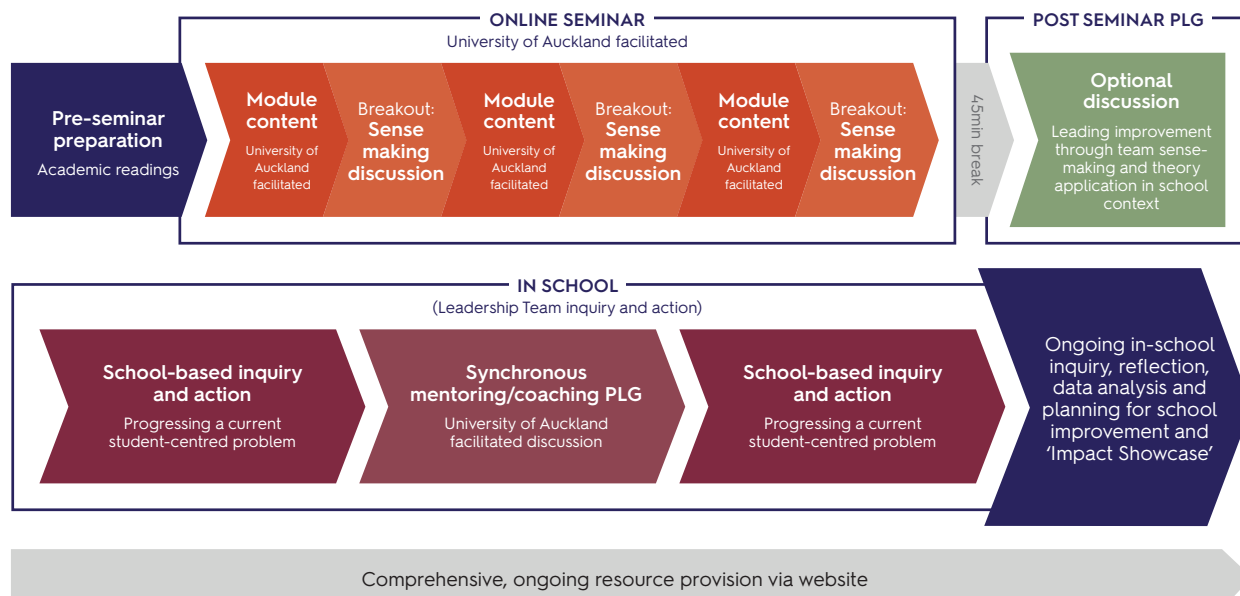 ONLINE SEMINAR
University of Auckland facilitated
POST SEMINAR PLG
Pre-seminar
preparation
Academic readings
Module
content
University of
Auckland
facilitated
Breakout:
Sense
making
discussion
Module
content
University of
Auckland
facilitated
Breakout:
Sense
making
discussion
Module
content
University of
Auckland
facilitated
Breakout:
Sense
making
discussion
45min break
Optional
discussion
Leading improvement
through team sense-
making and theory
application in school
context
IN SCHOOL
(Leadership Team inquiry and action)
School-based inquiry
and action
Progressing a current
student-centred problem
Synchronous
mentoring/coaching PLG
University of Auckland
facilitated discussion
School-based inquiry
and action
Progressing a current
student-centred problem
Ongoing in-school
inquiry, reflection,
data analysis and
planning for school
improvement and
‘Impact Showcase’
Comprehensive, ongoing resource provision via website